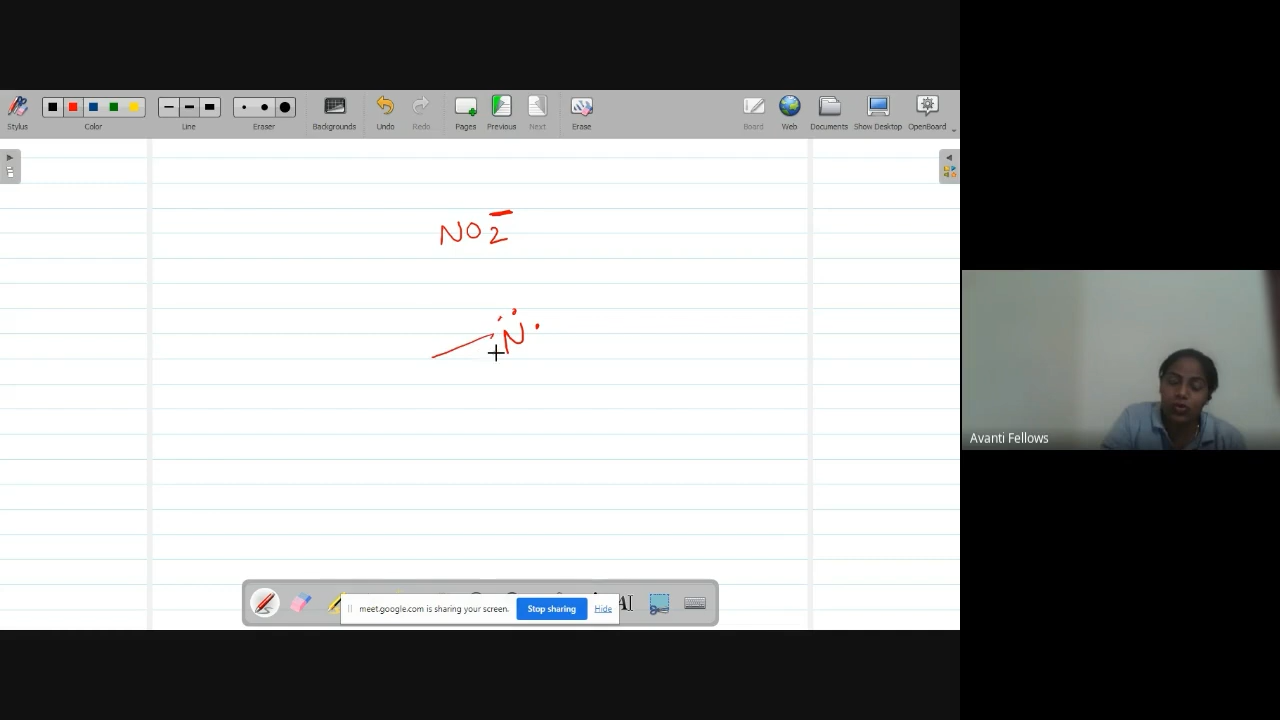 Stylus
Color
Line
Eraser
Backgrounds
Undo
Redo
Pages
Previous
Next
Erase
Board
Web
Documents
Show Desktop
OpenBoard
NO2⁻
N
Avanti Fellows
meet.google.com is sharing your screen.
Stop sharing
Hide
AI